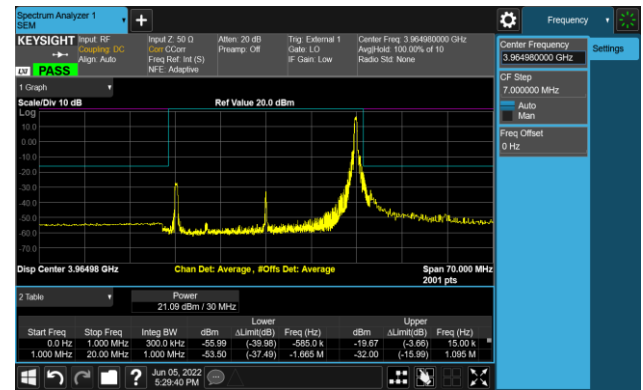 Spectrum Analyzer 1
SEM
Frequency
KEYSIGHT
Input: RF
Coupling: DC
Align: Auto
Input Z: 50 Ω
Corr CCorr
Freq Ref: Int (S)
NFE: Adaptive
Atten: 20 dB
Preamp: Off
Trig: External 1
Gate: LO
IF Gain: Low
Center Freq: 3.964980000 GHz
Avg|Hold: 100.00% of 10
Radio Std: None
LXI
PASS
Center Frequency
3.964980000 GHz
Settings
CF Step
7.000000 MHz
Auto
Man
Freq Offset
0 Hz
1 Graph
Scale/Div 10 dB
Ref Value 20.0 dBm
Log
10.0
0.00
-10.0
-20.0
-30.0
-40.0
-50.0
-60.0
-70.0
Disp Center 3.96498 GHz
Chan Det: Average , #Offs Det: Average
Span 70.000 MHz
2001 pts
2 Table
Power
21.09 dBm / 30 MHz
Lower Upper
Start Freq Stop Freq Integ BW dBm ΔLimit(dB) Freq (Hz) dBm ΔLimit(dB) Freq (Hz)
0.0 Hz 1.000 MHz 300.0 kHz -55.99 (-39.98) -585.0 k -19.67 (-3.66) 15.00 k
1.000 MHz 20.00 MHz 1.000 MHz -53.50 (-37.49) -1.665 M -32.00 (-15.99) 1.095 M
?
Jun 05, 2022
5:29:40 PM